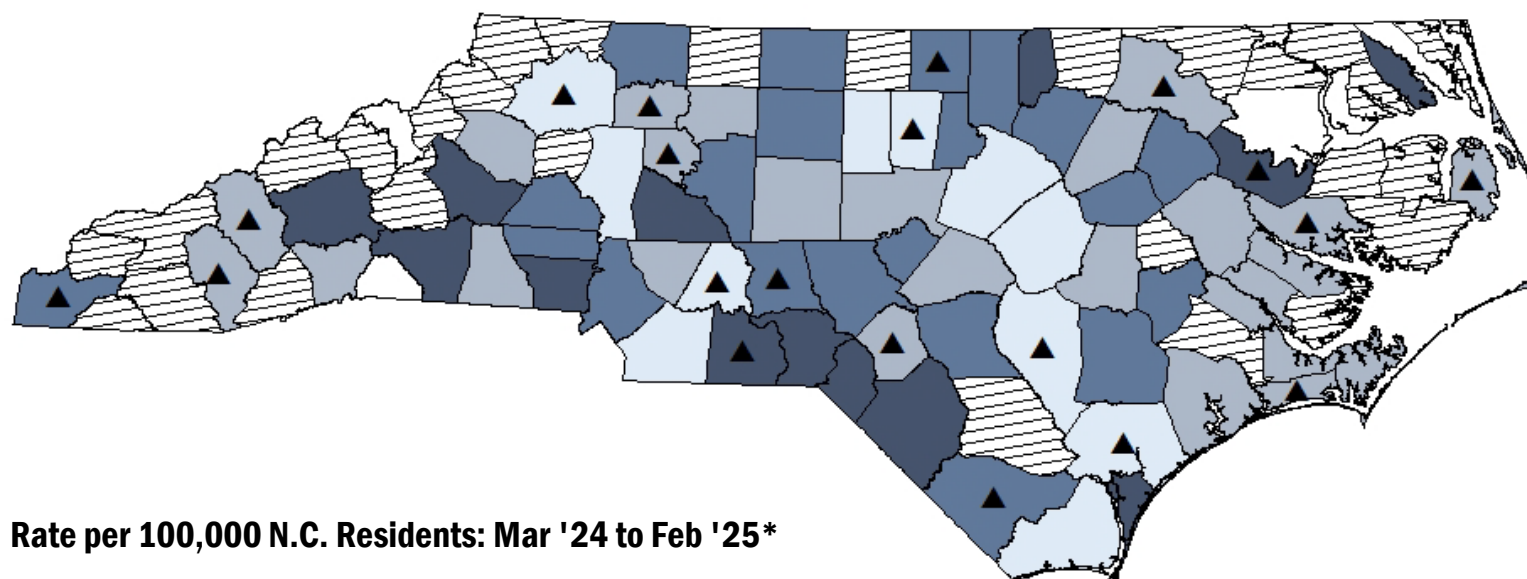 Rate per 100,000 N.C. Residents: Mar '24 to Feb '25*